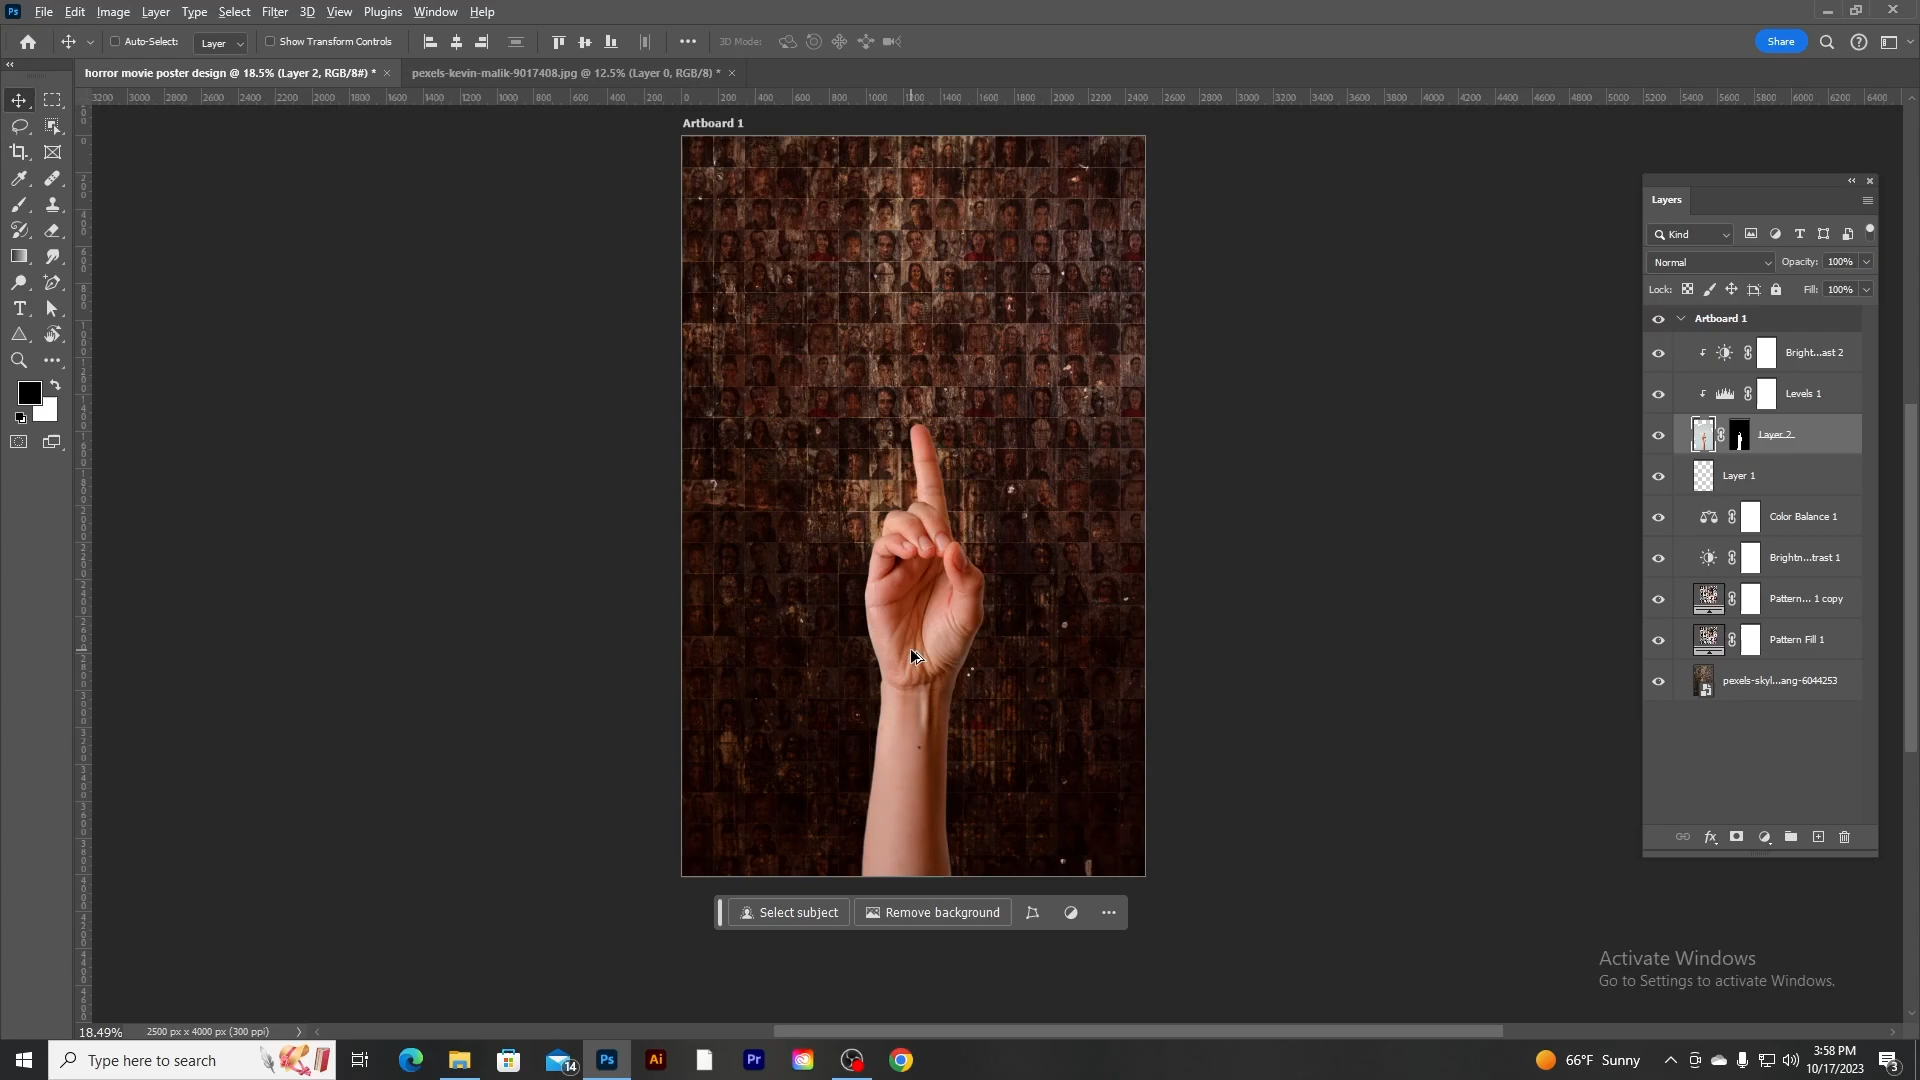 Ps File Edit Image Layer Type Select Filter 3D View Plugins Window Help
Auto-Select: Layer Show Transform Controls 3D Mode: Share
horror movie poster design @ 18.5% (Layer 2, RGB/8#) * × pexels-kevin-malik-9017408.jpg @ 12.5% (Layer 0, RGB/8) * ×
3200 3000 2800 2600 2400 2200 2000 1800 1600 1400 1200 1000 800 600 400 200 0 200 400 600 800 1000 1200 1400 1600 1800 2000 2200 2400 2600 2800 3000 3200 3400 3600 3800 4000 4200 4400 4600 4800 5000 5200 5400 5600 5800 6000 6200 6400
Artboard 1
Layers
Kind
Normal Opacity: 100%
Lock: Fill: 100%
Artboard 1
Bright...ast 2
Levels 1
Layer 2
Layer 1
Color Balance 1
Brightn...trast 1
Pattern... 1 copy
Pattern Fill 1
pexels-skyl...ang-6044253
fx
Select subject Remove background
Activate Windows
Go to Settings to activate Windows.
18.49% 2500 px x 4000 px (300 ppi)
Type here to search 14 Ps Ai Pr 66°F Sunny 3:58 PM
10/17/2023 3